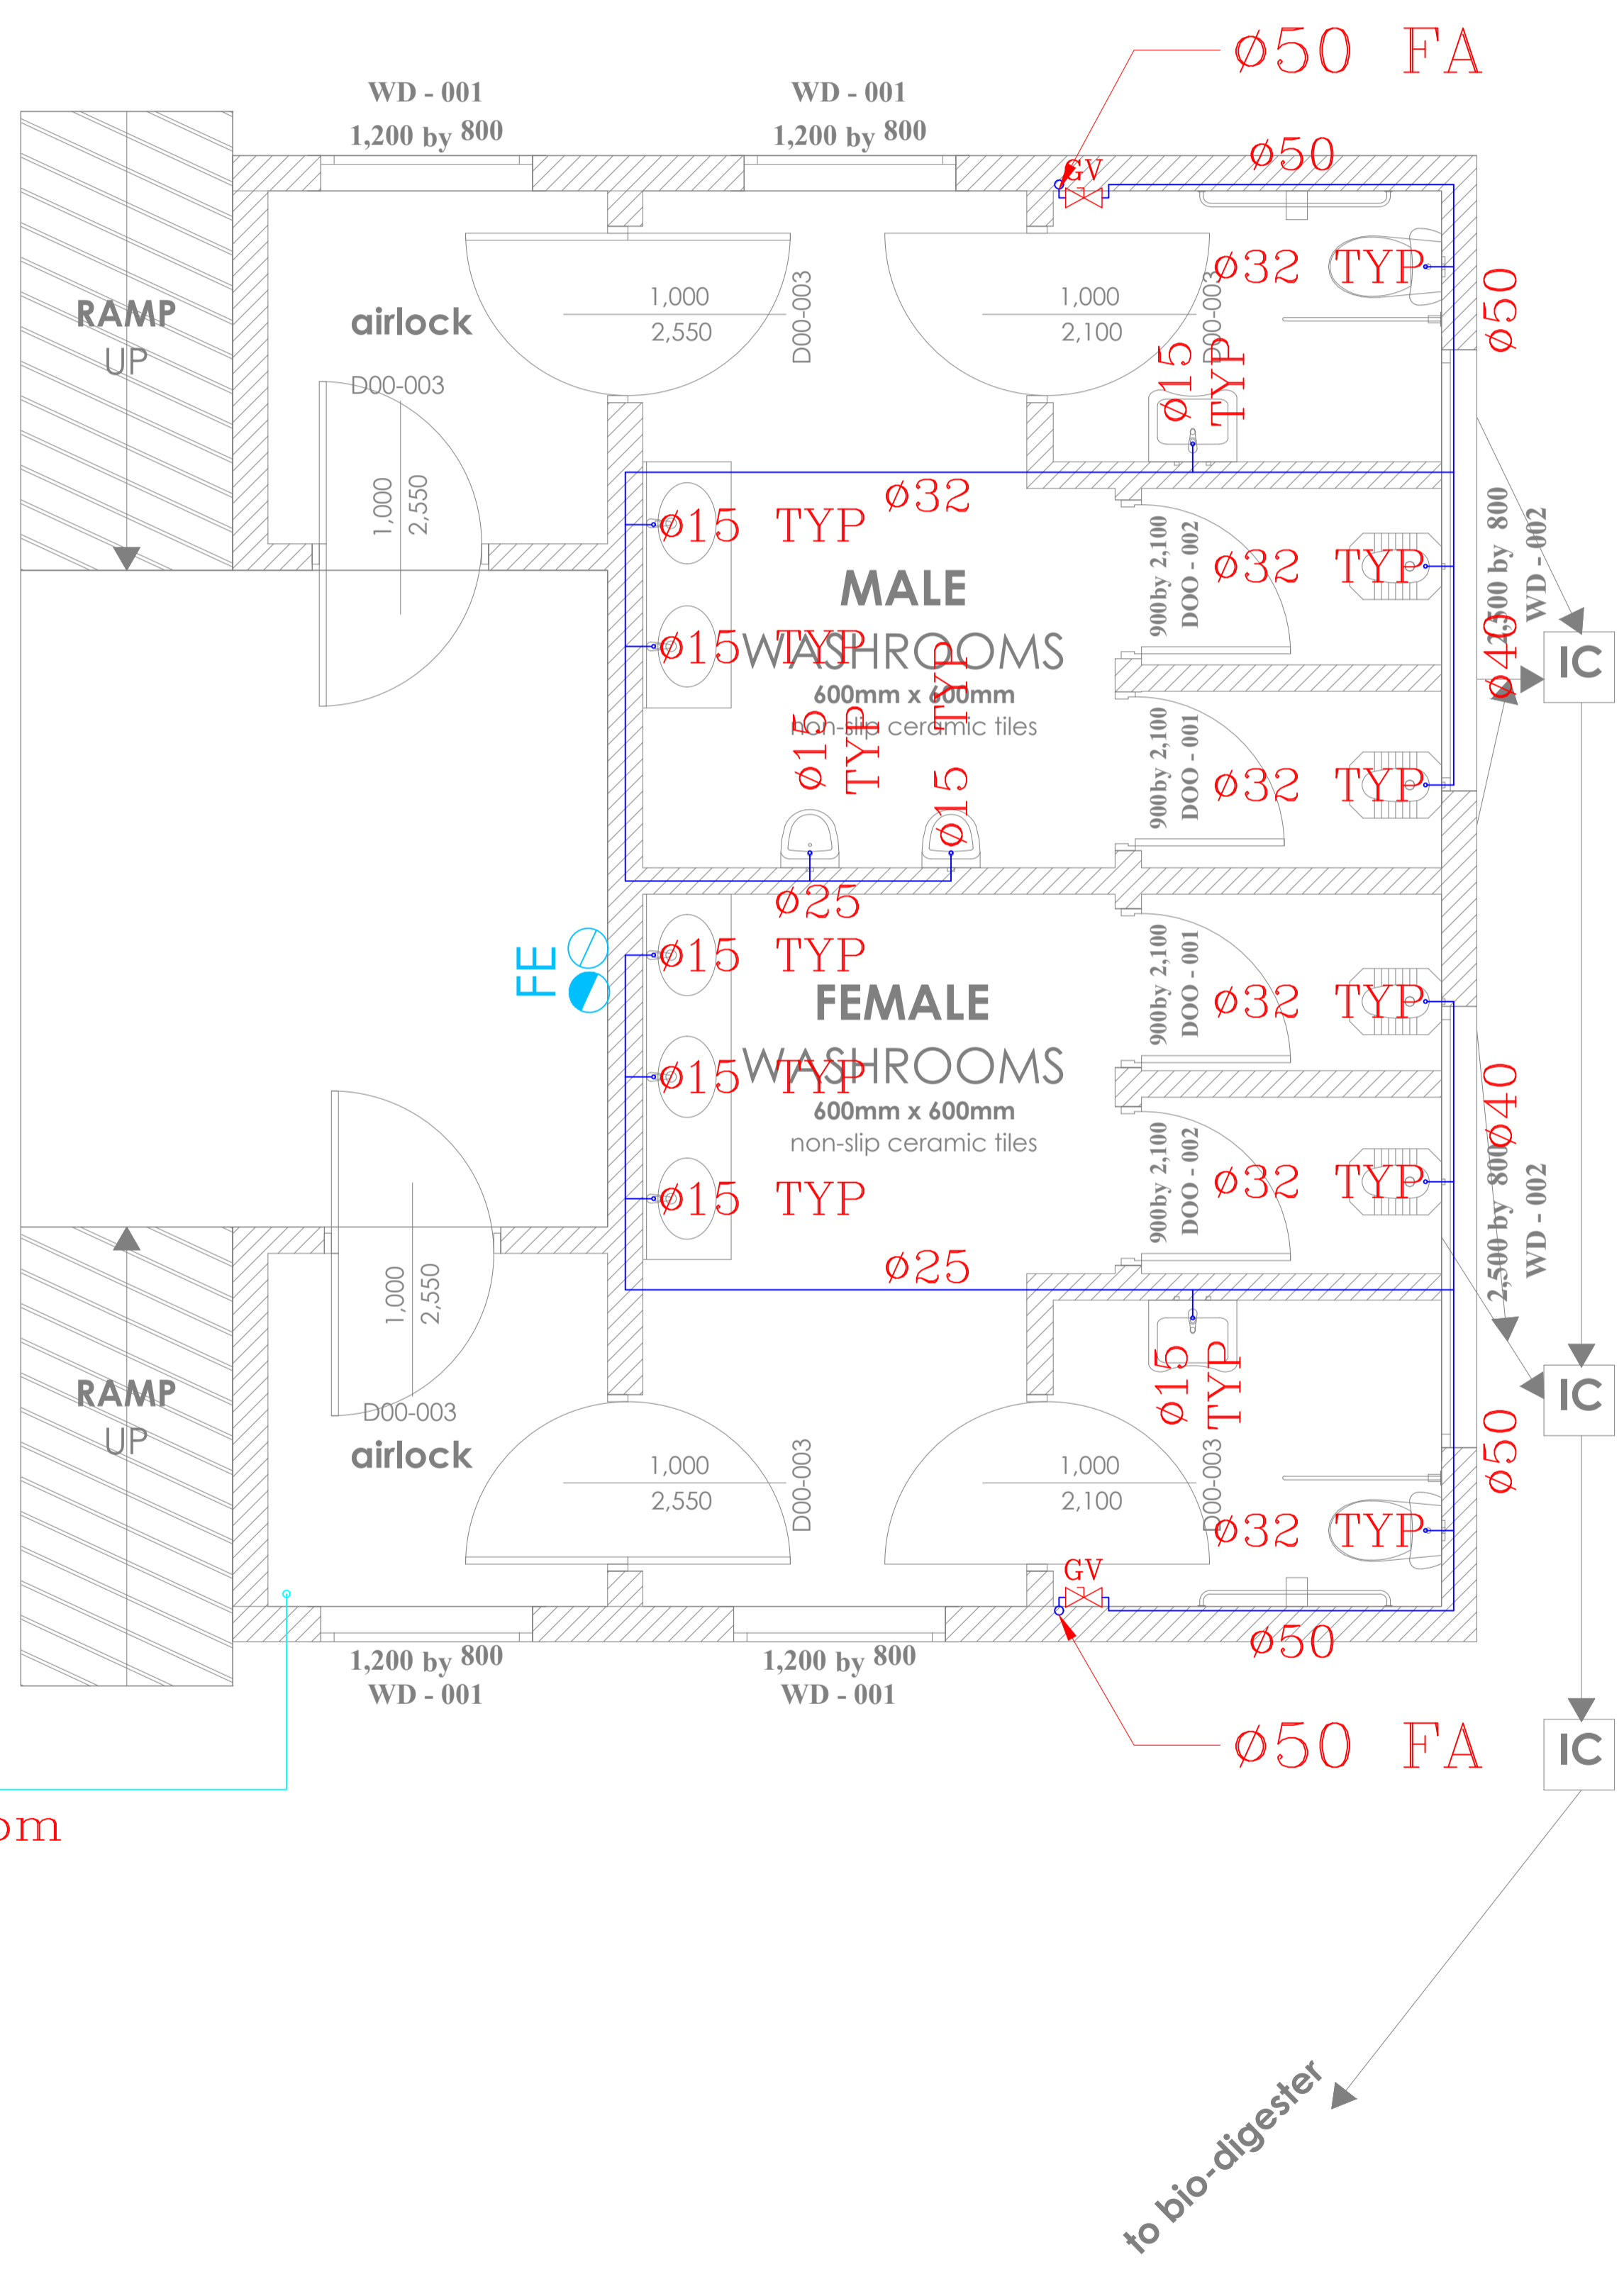 ø50 FA
WD - 001
1,200 by 800
WD - 001
1,200 by 800
GV
ø50
RAMP
UP
airlock
D00-003
1,000
2,550
1,000
2,550
D00-003
1,000
2,100
D00-003
ø32 TYP
ø50
ø15
TYP
ø32
ø15 TYP
ø15 TYP
MALE
WASHROOMS
600mm x 600mm
non-slip ceramic tiles
ø15
TYP
ø15 TYP
900by 2,100
DOO - 002
ø32 TYP
900by 2,100
DOO - 001
ø32 TYP
2,500 by 800
WD - 002
ø40
IC
ø25
FE
ø15 TYP
ø15 TYP
ø15 TYP
FEMALE
WASHROOMS
600mm x 600mm
non-slip ceramic tiles
900by 2,100
DOO - 001
ø32 TYP
900by 2,100
DOO - 002
ø32 TYP
ø40
2,500 by 800
WD - 002
ø25
1,000
2,550
RAMP
UP
D00-003
airlock
1,000
2,550
D00-003
1,000
2,100
D00-003
ø15
TYP
ø32 TYP
ø50
IC
GV
ø50
1,200 by 800
WD - 001
1,200 by 800
WD - 001
ø50 FA
IC
om
to bio-digester